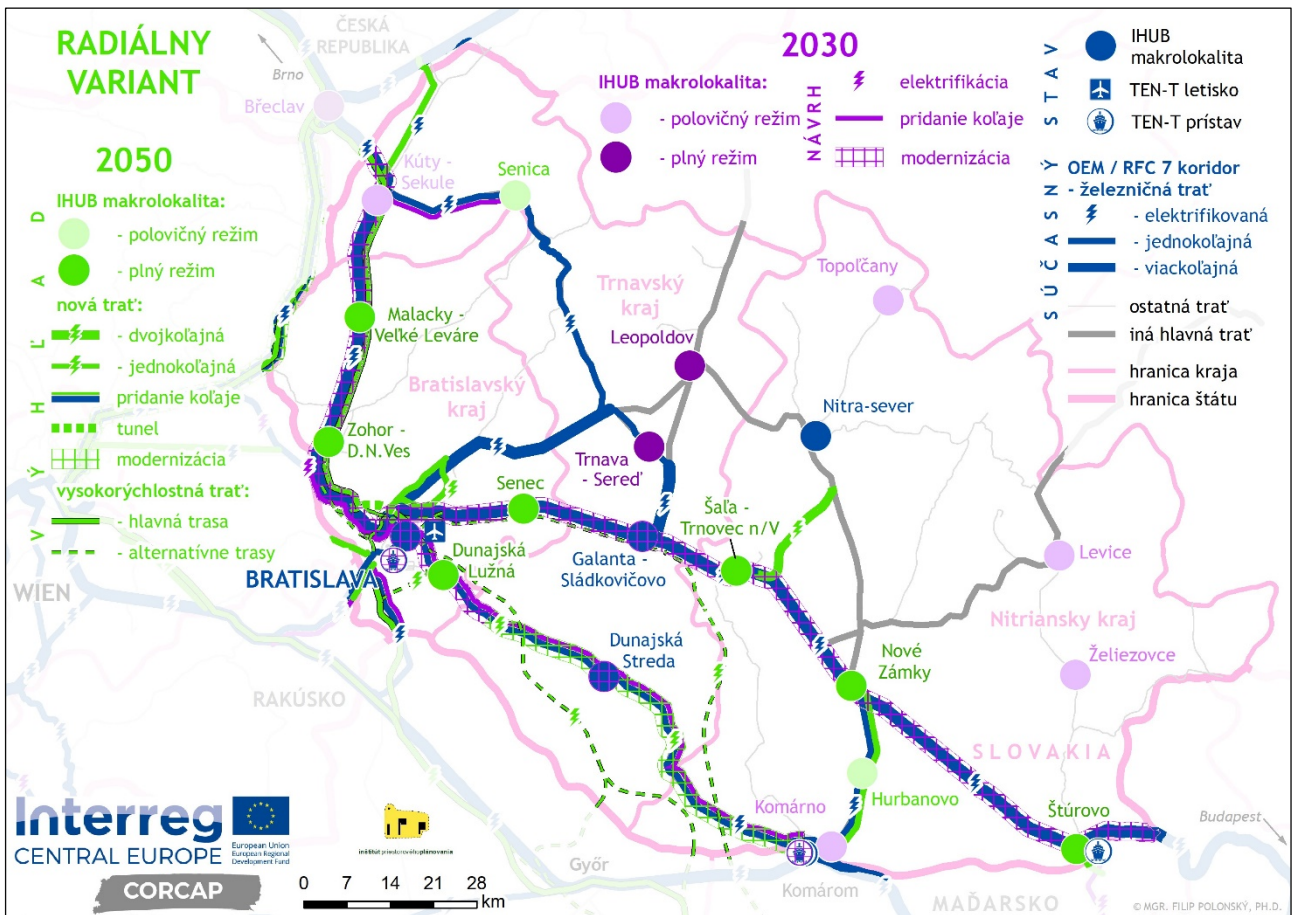 RADIÁLNY
VARIANT
2050
VÝHĽAD
IHUB makrolokalita:
- polovičný režim
- plný režim
nová trať:
- dvojkoľajná
- jednokoľajná
pridanie koľaje
tunel
modernizácia
vysokorýchlostná trať:
- hlavná trasa
- alternatívne trasy
2030
NÁVRH
IHUB makrolokalita:
- polovičný režim
- plný režim
elektrifikácia
pridanie koľaje
modernizácia
SÚČASNÝ STAV
IHUB
makrolokalita
TEN-T letisko
TEN-T prístav
OEM / RFC 7 koridor
- železničná trať
- elektrifikovaná
- jednokoľajná
- viackoľajná
ostatná trať
iná hlavná trať
hranica kraja
hranica štátu
ČESKÁ
REPUBLIKA
Brno
Břeclav
Kúty -
Sekule
Senica
Malacky -
Veľké Leváre
Trnavský
kraj
Topoľčany
Leopoldov
Bratislavský
kraj
Nitra-sever
Zohor -
D.N.Ves
Trnava
- Sereď
Senec
Šaľa -
Trnovec n/V
Galanta -
Sládkovičovo
Dunajská
Lužná
BRATISLAVA
WIEN
Levice
Nitriansky kraj
Dunajská
Streda
Nové
Zámky
Želiezovce
RAKÚSKO
SLOVAKIA
Hurbanovo
Komárno
Štúrovo
Budapest
Győr
Komárom
MAĎARSKO
Interreg
CENTRAL EUROPE
European Union
European Regional
Development Fund
CORCAP
inštitút priestorového plánovania
0 7 14 21 28
km
© MGR. FILIP POLONSKÝ, PH.D.